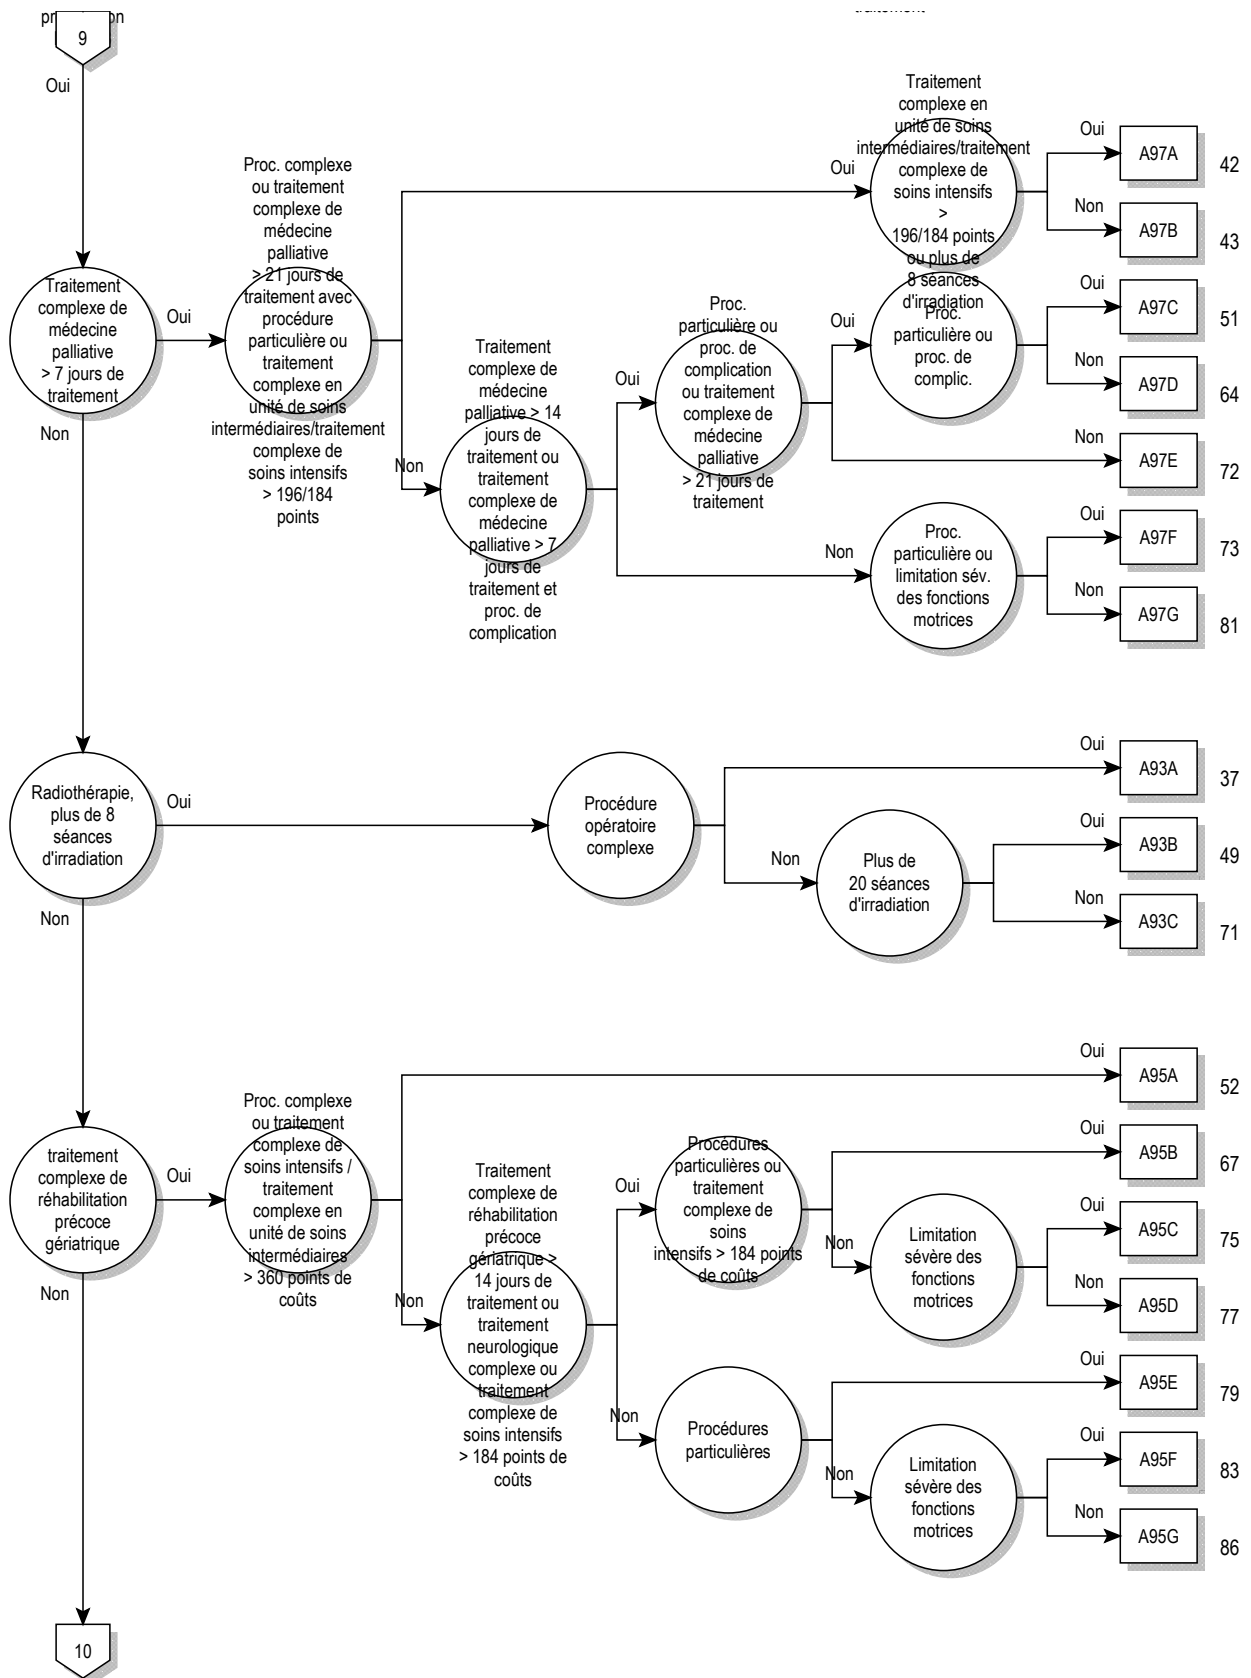 9
Oui
Traitement
complexe de
médecine
palliative
> 7 jours de
traitement
Oui
Non
Proc. complexe
ou traitement
complexe de
médecine
palliative
> 21 jours de
traitement avec
procédure
particulière ou
traitement
complexe en
unité de soins
intermédiaires/traitement
complexe de
soins intensifs
> 196/184
points
Oui
Non
Traitement
complexe en
unité de soins
intermédiaires/traitement
complexe de
soins intensifs
>
196/184 points
ou plus de
8 séances
d'irradiation
Oui
A97A
42
Non
A97B
43
Traitement
complexe de
médecine
palliative > 14
jours de
traitement ou
traitement
complexe de
médecine
palliative > 7
jours de
traitement et
proc. de
complication
Oui
Non
Proc.
particulière ou
proc. de
complication
ou traitement
complexe de
médecine
palliative
> 21 jours de
traitement
Oui
Proc.
particulière ou
proc. de
complic.
Oui
A97C
51
Non
A97D
64
Non
A97E
72
Proc.
particulière ou
limitation sév.
des fonctions
motrices
Oui
A97F
73
Non
A97G
81
Radiothérapie,
plus de 8
séances
d'irradiation
Oui
Non
Procédure
opératoire
complexe
Oui
A93A
37
Non
Plus de
20 séances
d'irradiation
Oui
A93B
49
Non
A93C
71
traitement
complexe de
réhabilitation
précoce
gériatrique
Oui
Non
Proc. complexe
ou traitement
complexe de
soins intensifs /
traitement
complexe en
unité de soins
intermédiaires
> 360 points de
coûts
Oui
A95A
52
Non
Traitement
complexe de
réhabilitation
précoce
gériatrique >
14 jours de
traitement ou
traitement
neurologique
complexe ou
traitement
complexe de
soins intensifs
> 184 points de
coûts
Oui
Non
Procédures
particulières ou
traitement
complexe de
soins
intensifs > 184 points
de coûts
Oui
A95B
67
Non
Limitation
sévère des
fonctions
motrices
Oui
A95C
75
Non
A95D
77
Procédures
particulières
Oui
A95E
79
Non
Limitation
sévère des
fonctions
motrices
Oui
A95F
83
Non
A95G
86
10